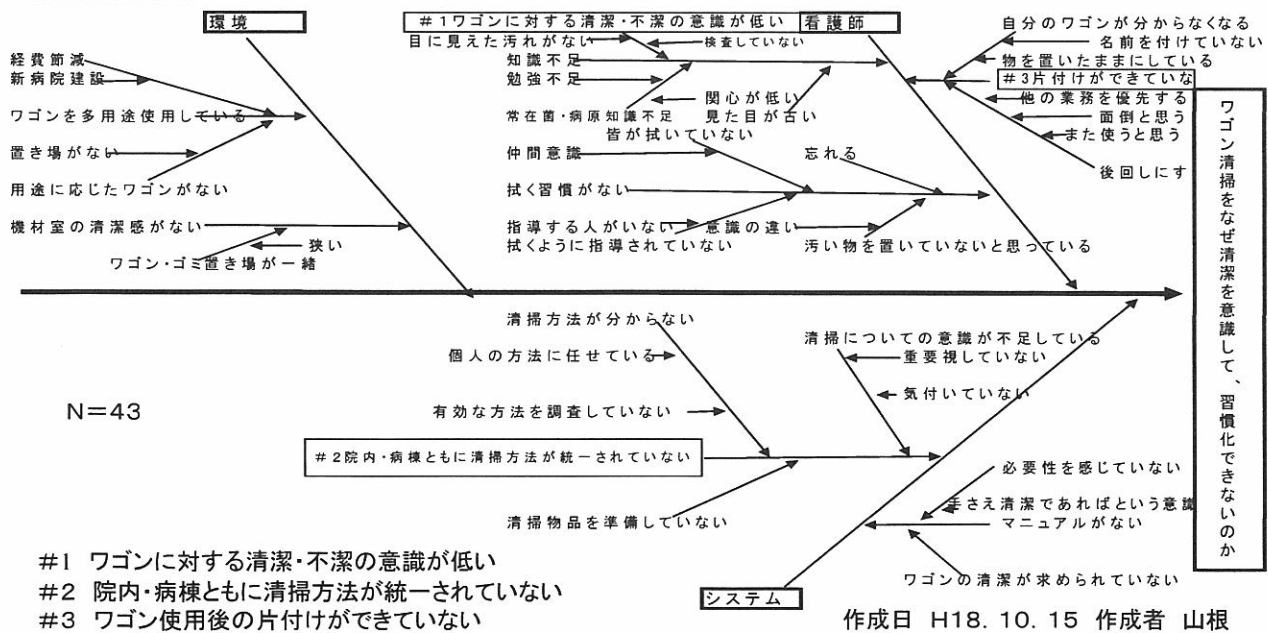 環境
#1ワゴンに対する清潔・不潔の意識が低い
看護師
目に見えた汚れがない
検査していない
知識不足
勉強不足
関心が低い
常在菌・病原知識不足
見た目が古い
皆が拭いていない
仲間意識
忘れる
拭く習慣がない
指導する人がいない
意識の違い
拭くように指導されていない
汚い物を置いていないと思っている
自分のワゴンが分からなくなる
名前を付けていない
物を置いたままにしている
#3片付けができていな
他の業務を優先する
面倒と思う
また使うと思う
後回しにす
経費節減
新病院建設
ワゴンを多用途使用している
置き場がない
用途に応じたワゴンがない
機材室の清潔感がない
狭い
ワゴン・ゴミ置き場が一緒
ワゴン清掃をなぜ清潔を意識して、習慣化できないのか
清掃方法が分からない
個人の方法に任せている
有効な方法を調査していない
#2院内・病棟ともに清掃方法が統一されていない
清掃物品を準備していない
清掃についての意識が不足している
重要視していない
気付いていない
必要性を感じていない
手さえ清潔であればという意識
マニュアルがない
ワゴンの清潔が求められていない
システム
N=43
#1 ワゴンに対する清潔・不潔の意識が低い
#2 院内・病棟ともに清掃方法が統一されていない
#3 ワゴン使用後の片付けができていない
作成日 H18. 10. 15 作成者 山根